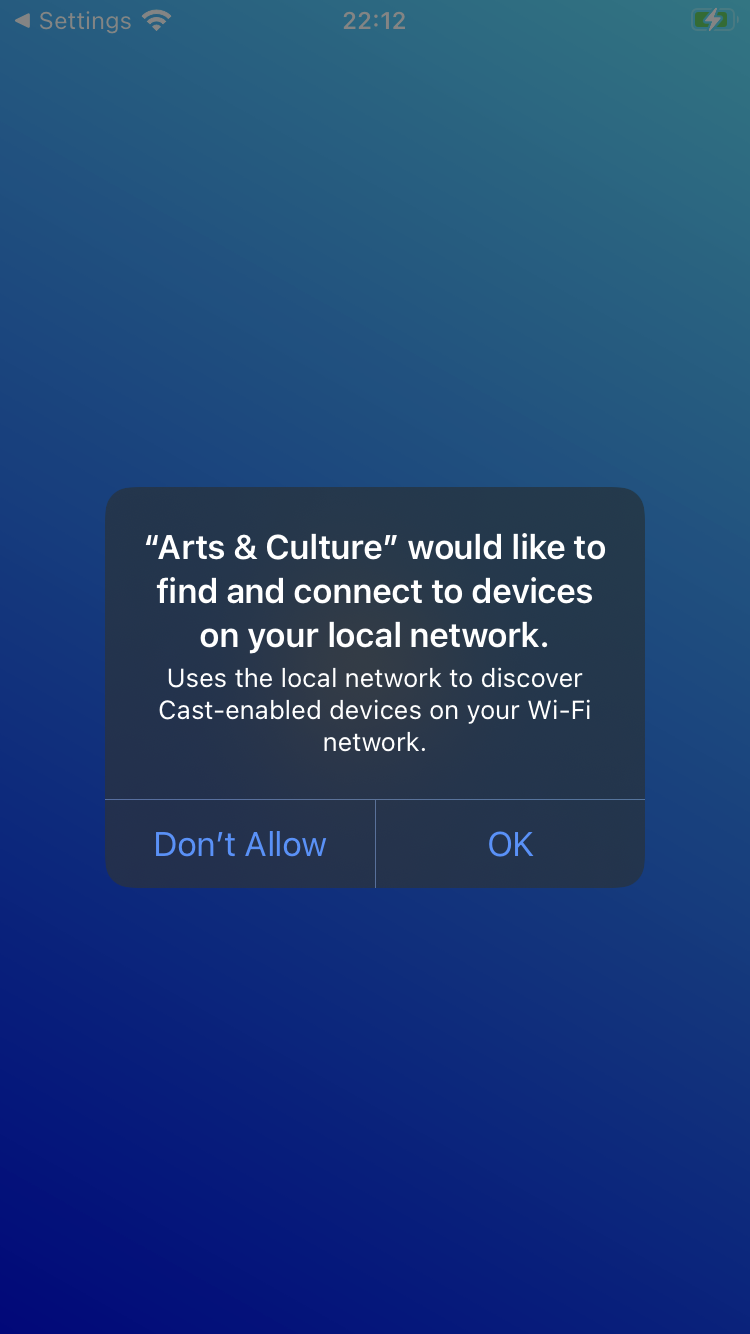 ◀ Settings 22:12
“Arts & Culture” would like to
find and connect to devices
on your local network.
Uses the local network to discover
Cast-enabled devices on your Wi-Fi
network.
Don’t Allow OK